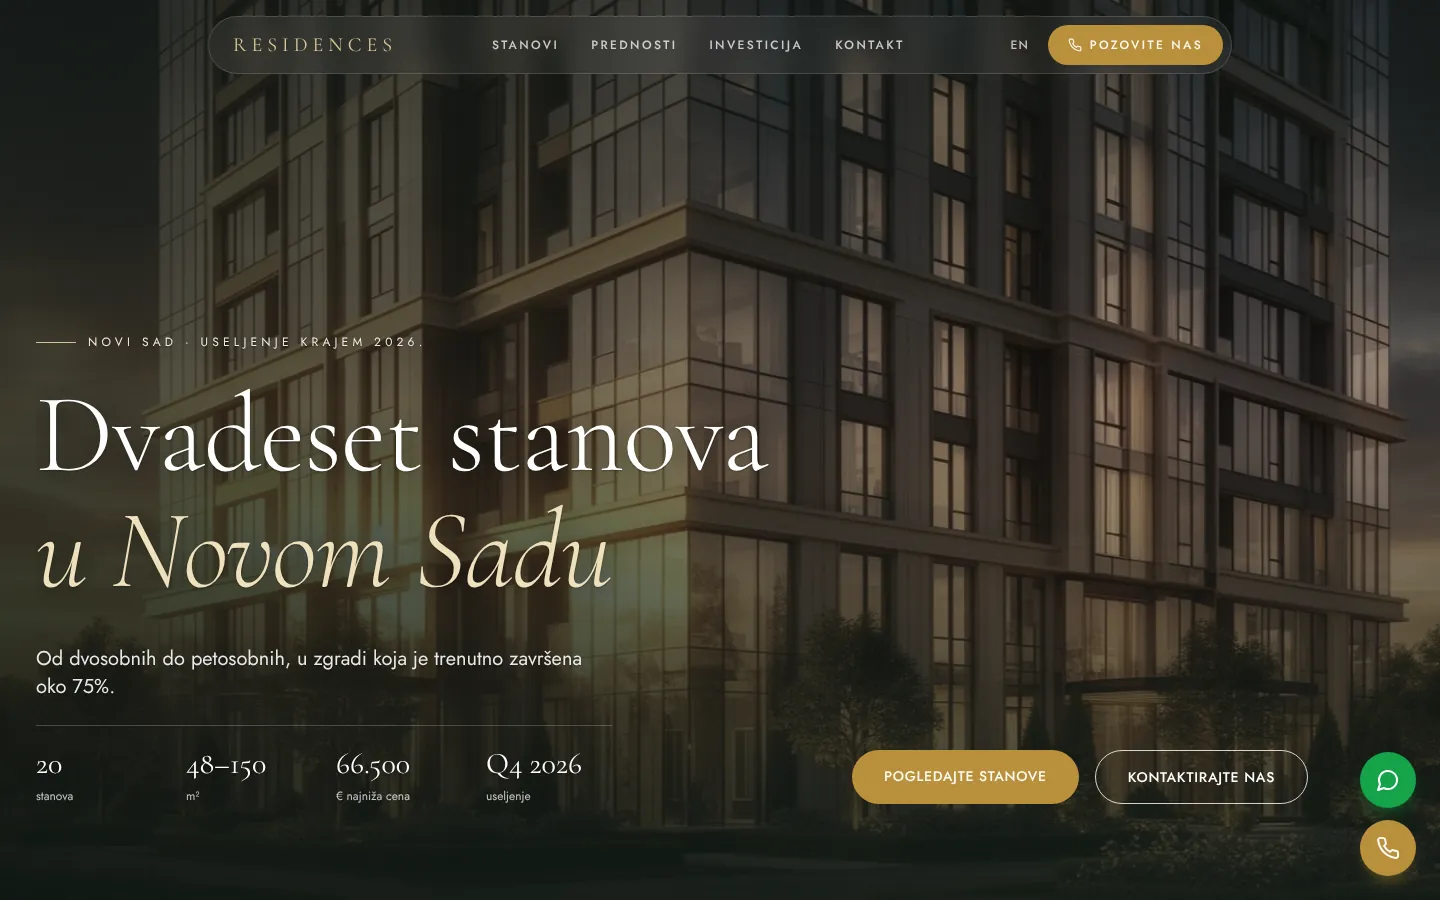 RESIDENCES
STANOVI PREDNOSTI INVESTICIJA KONTAKT
EN
POZOVITE NAS
NOVI SAD · USELJENJE KRAJEM 2026.
Dvadeset stanova
u Novom Sadu
Od dvosobnih do petosobnih, u zgradi koja je trenutno završena
oko 75%.
20
stanova
48–150
m²
66.500
€ najniža cena
Q4 2026
useljenje
POGLEDAJTE STANOVE
KONTAKTIRAJTE NAS